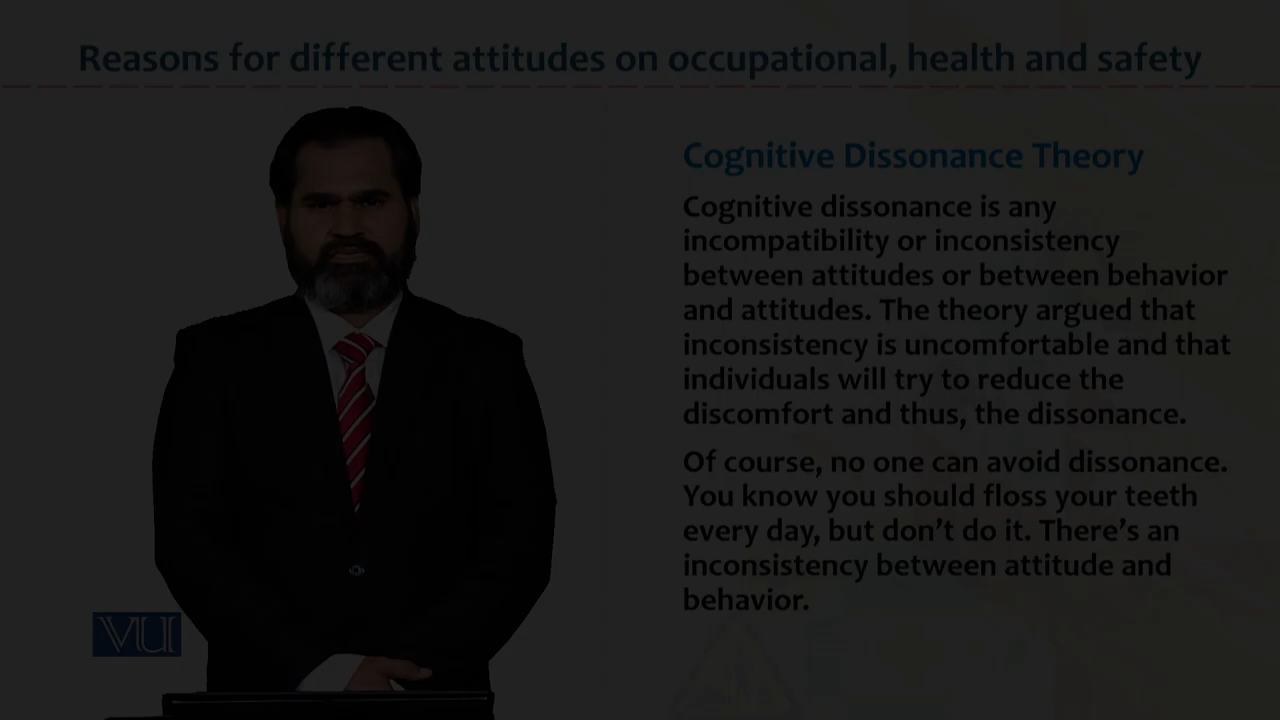 Reasons for different attitudes on occupational, health and safety
Cognitive Dissonance Theory
Cognitive dissonance is any
incompatibility or inconsistency
between attitudes or between behavior
and attitudes. The theory argued that
inconsistency is uncomfortable and that
individuals will try to reduce the
discomfort and thus, the dissonance.
Of course, no one can avoid dissonance.
You know you should floss your teeth
every day, but don’t do it. There’s an
inconsistency between attitude and
behavior.
VU